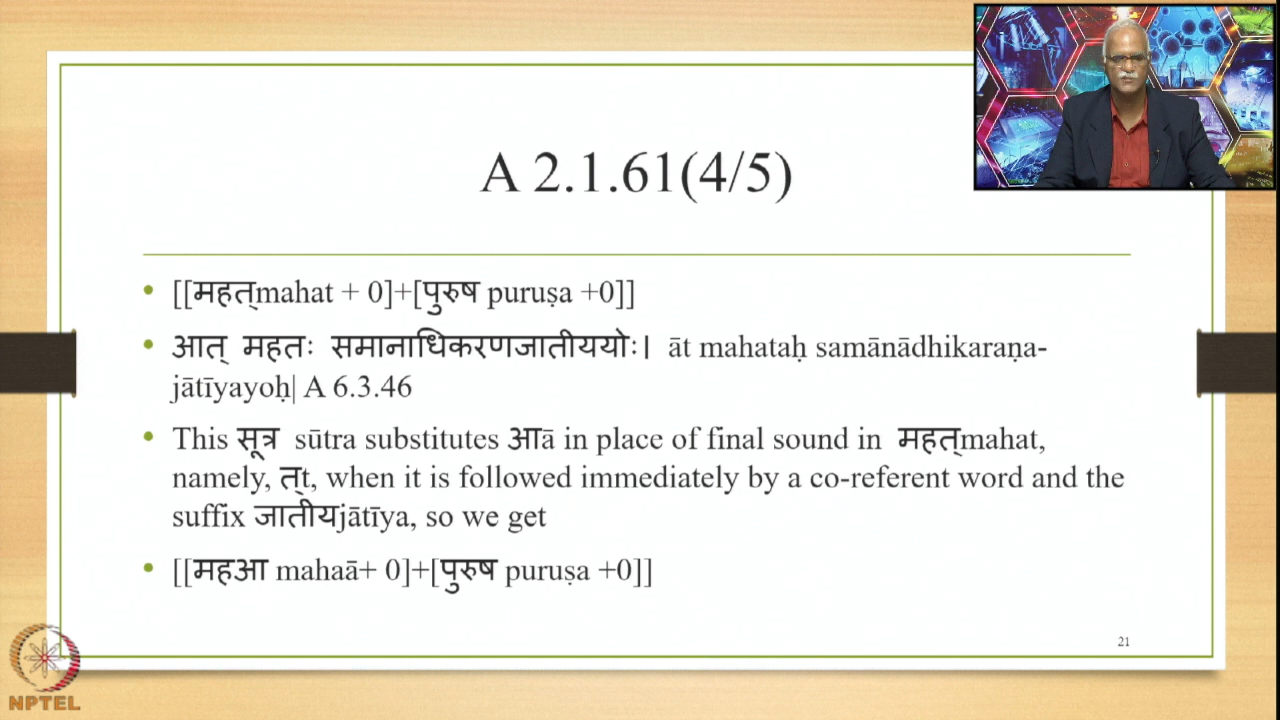 A 2.1.61(4/5)
[[महत्mahat + 0]+[पुरुष puruṣa +0]]
आत् महतः समानाधिकरणजातीययोः। āt mahataḥ samānādhikaraṇa-
jātīyayoḥ| A 6.3.46
This सूत्र sūtra substitutes आā in place of final sound in महत्mahat,
namely, त्t, when it is followed immediately by a co-referent word and the
suffix जातीयjātīya, so we get
[[महआ mahaā+ 0]+[पुरुष puruṣa +0]]
21
NPTEL